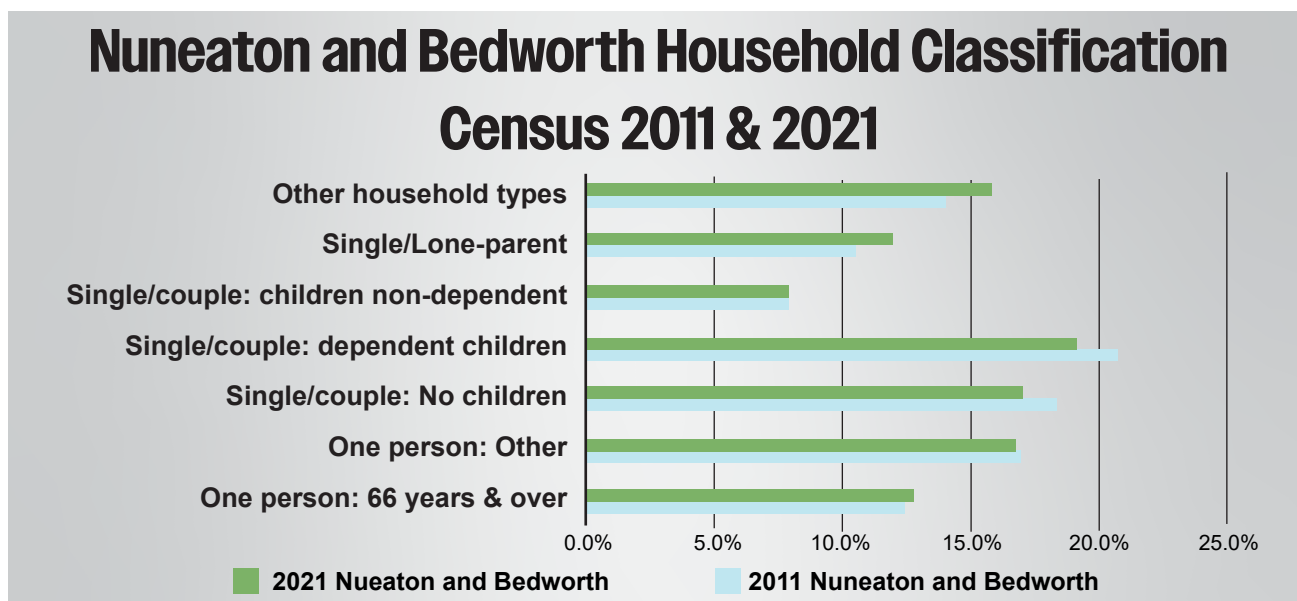 Nuneaton and Bedworth Household Classification
Census 2011 & 2021
Other household types
Single/Lone-parent
Single/couple: children non-dependent
Single/couple: dependent children
Single/couple: No children
One person: Other
One person: 66 years & over
0.0% 5.0% 10.0% 15.0% 20.0% 25.0%
2021 Nueaton and Bedworth 2011 Nuneaton and Bedworth